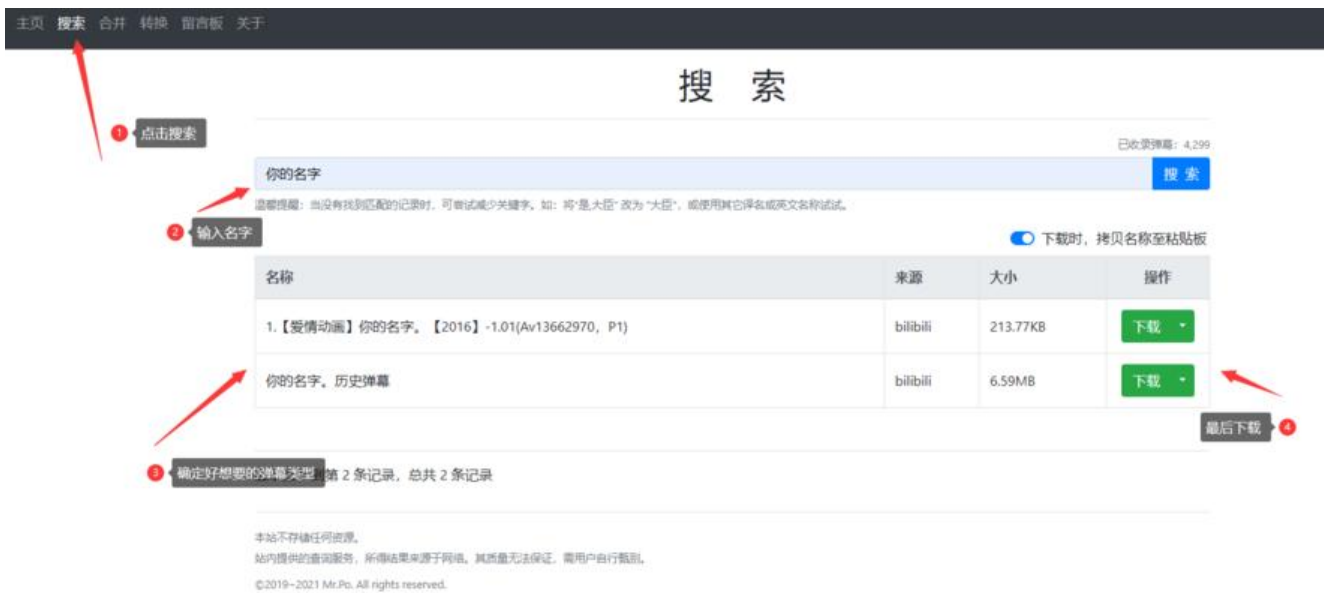 主页 搜索 合并 转换 留言板 关于
搜 索
1 点击搜索
已收录弹幕：4,299
你的名字 搜 索
温馨提醒：当没有找到匹配的记录时，可尝试减少关键字。如：将"是,大臣" 改为 "大臣"，或使用其它译名或英文名称试试。
2 输入名字
下载时，拷贝名称至粘贴板
名称 来源 大小 操作
1.【爱情动画】你的名字。【2016】-1.01(Av13662970，P1) bilibili 213.77KB 下载
你的名字。历史弹幕 bilibili 6.59MB 下载
最后下载 4
3 确定好想要的弹幕类型 第 2 条记录，总共 2 条记录
本站不存储任何资源。
站内提供的查询服务，所得结果来源于网络。其质量无法保证，需用户自行甄别。
©2019~2021 Mr.Po. All rights reserved.